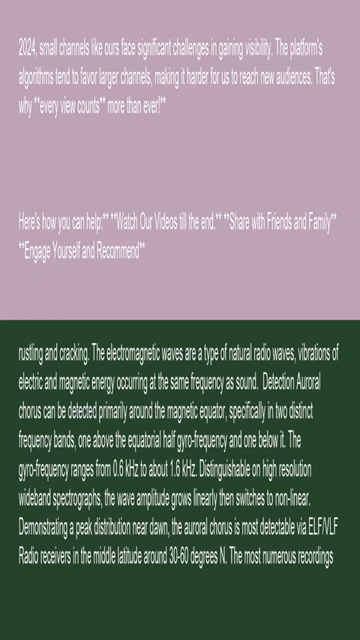 2024, small channels like ours face significant challenges in gaining visibility. The platform's
algorithms tend to favor larger channels, making it harder for us to reach new audiences. That's
why **every view counts** more than ever!**
Here's how you can help:** **Watch Our Videos till the end.** **Share with Friends and Family**
**Engage Yourself and Recommend**
rustling and cracking. The electromagnetic waves are a type of natural radio waves, vibrations of
electric and magnetic energy occurring at the same frequency as sound.  Detection Auroral
chorus can be detected primarily around the magnetic equator, specifically in two distinct
frequency bands, one above the equatorial half gyro-frequency and one below it. The
gyro-frequency ranges from 0.6 kHz to about 1.6 kHz. Distinguishable on high resolution
wideband spectrographs, the wave amplitude grows linearly then switches to non-linear.
Demonstrating a peak distribution near dawn, the auroral chorus is most detectable via ELF/VLF
Radio receivers in the middle latitude around 30-60 degrees N. The most numerous recordings